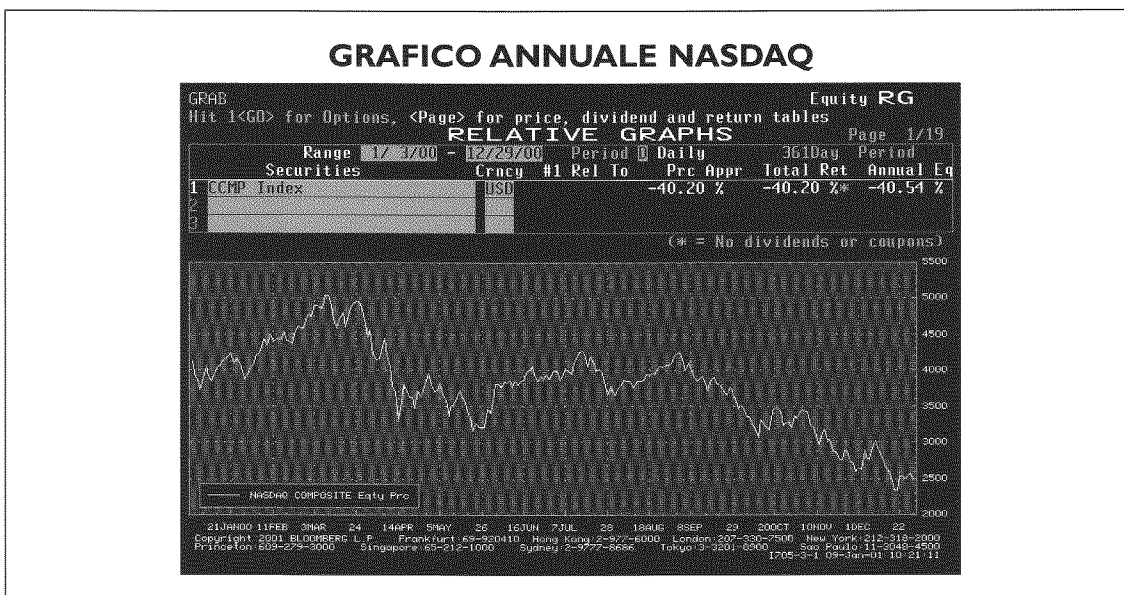 GRAFICO ANNUALE NASDAQ
GRAB Equity RG
Hit 1<GO> for Options, <Page> for price, dividend and return tables
RELATIVE GRAPHS Page 1/19
Range 1/ 3/00 - 12/29/00 Period D Daily 361Day Period
Securities Crncy #1 Rel To Prc Appr Total Ret Annual Eq
1 CCMP Index USD -40.20 % -40.20 %* -40.54 %
2
3
(* = No dividends or coupons)
5500
5000
4500
4000
3500
3000
2500
2000
NASDAQ COMPOSITE Eqty Prc
21JAN00 11FEB 3MAR 24 14APR 5MAY 26 16JUN 7JUL 28 18AUG 8SEP 29 20OCT 10NOV 1DEC 22
Copyright 2001 BLOOMBERG L.P. Frankfurt:69-920410 Hong Kong:2-977-6000 London:207-330-7500 New York:212-318-2000
Princeton:609-279-3000 Singapore:65-212-1000 Sydney:2-9777-8686 Tokyo:3-3201-8900 Sao Paulo:11-3048-4500
I705-3-1 09-Jan-01 10:21:11